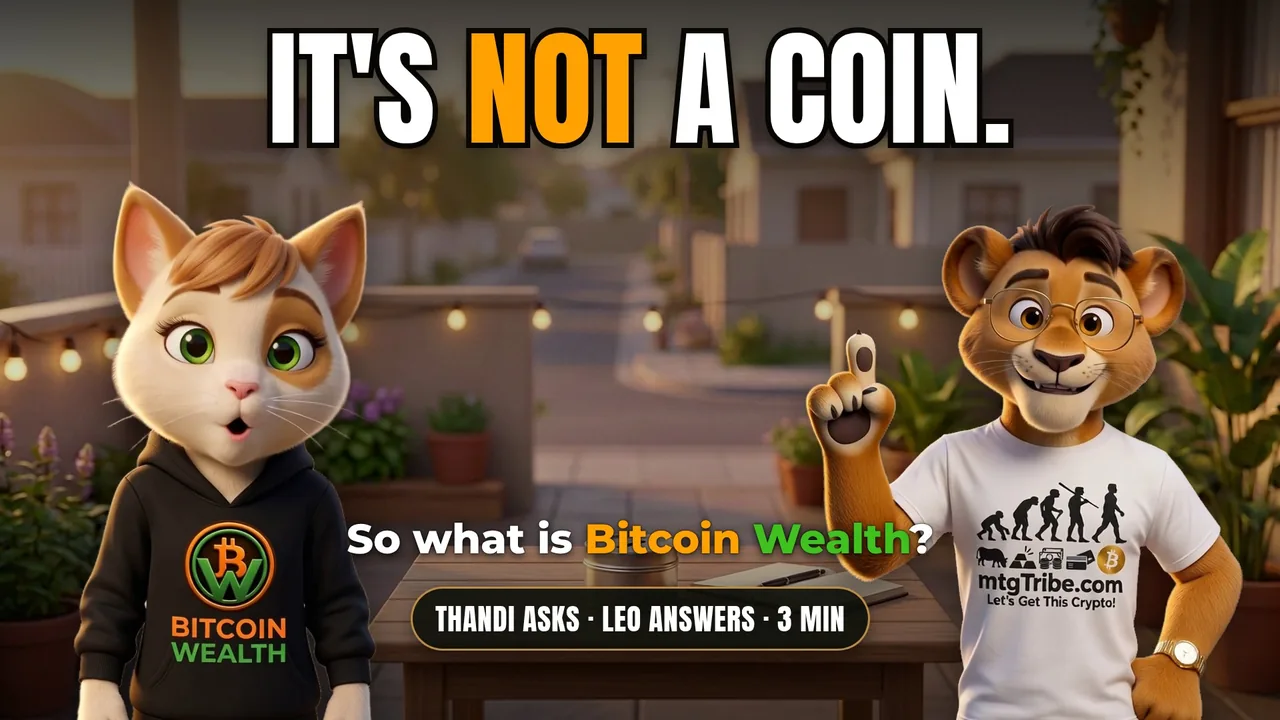 IT'S NOT A COIN.
So what is Bitcoin Wealth?
THANDI ASKS · LEO ANSWERS · 3 MIN
BITCOIN
WEALTH
mtgTribe.com
Let's Get This Crypto!